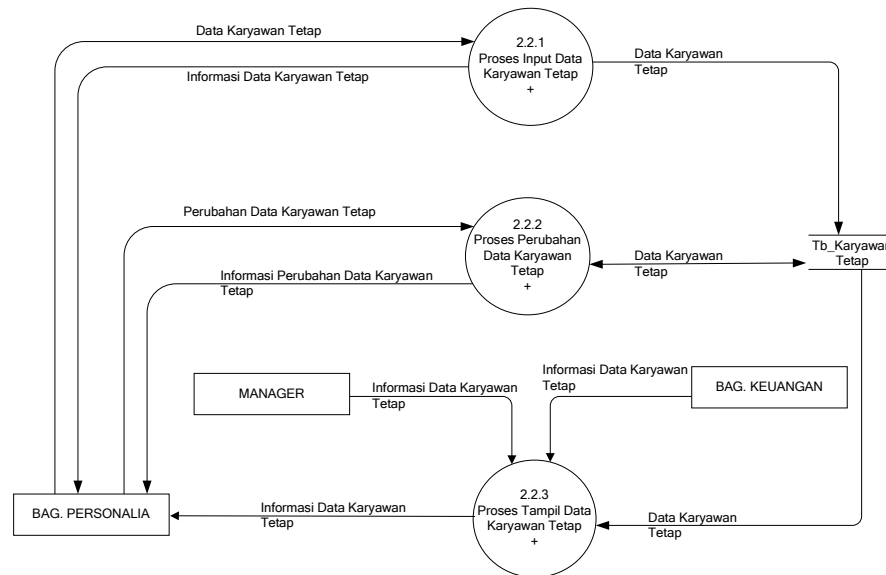 Data Karyawan Tetap
Informasi Data Karyawan Tetap
2.2.1
Proses Input Data
Karyawan Tetap
+
Data Karyawan
Tetap
Perubahan Data Karyawan Tetap
Informasi Perubahan Data Karyawan
Tetap
2.2.2
Proses Perubahan
Data Karyawan
Tetap
+
Data Karyawan
Tetap
Tb_Karyawan
Tetap
MANAGER
Informasi Data Karyawan
Tetap
Informasi Data Karyawan
Tetap
BAG. KEUANGAN
BAG. PERSONALIA
Informasi Data Karyawan
Tetap
2.2.3
Proses Tampil Data
Karyawan Tetap
+
Data Karyawan
Tetap